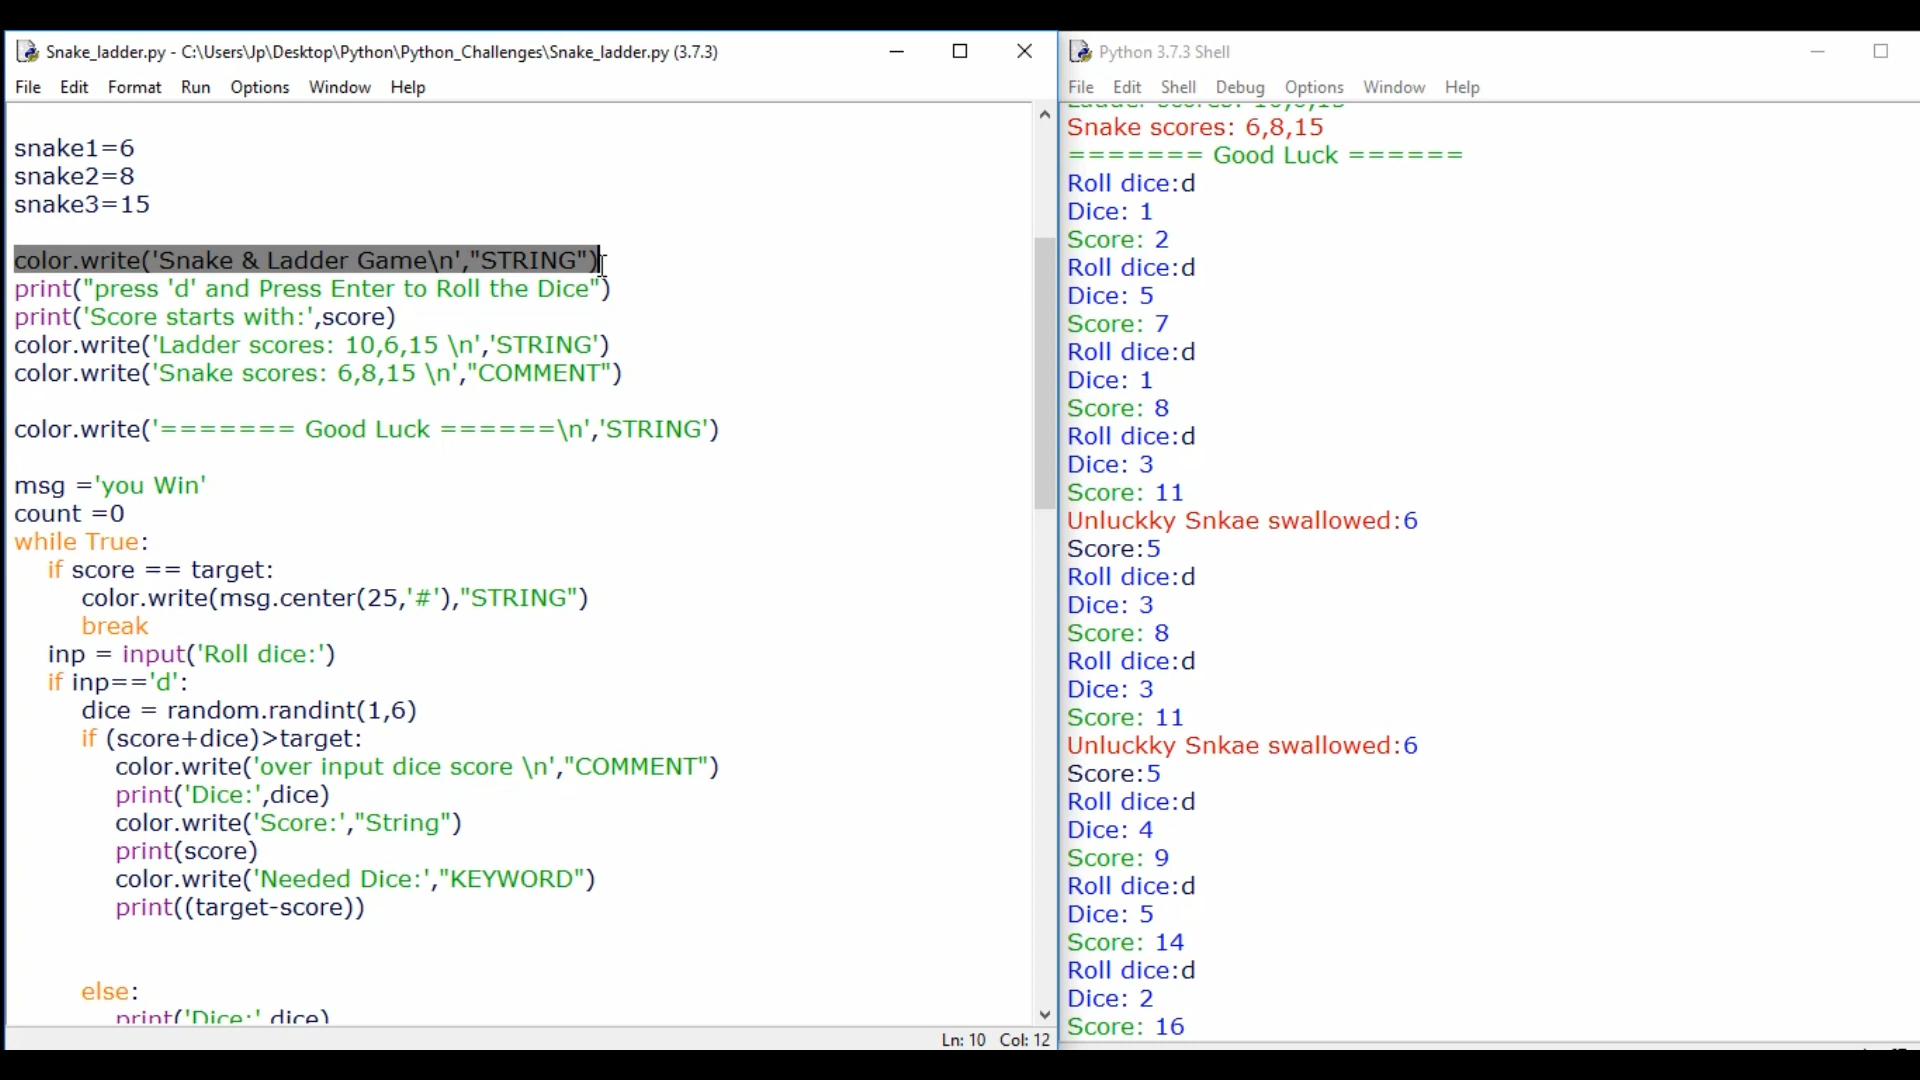 Snake_ladder.py - C:\Users\Jp\Desktop\Python\Python_Challenges\Snake_ladder.py (3.7.3)
File Edit Format Run Options Window Help
snake1=6
snake2=8
snake3=15
color.write('Snake & Ladder Game\n',"STRING")
print("press 'd' and Press Enter to Roll the Dice")
print('Score starts with:',score)
color.write('Ladder scores: 10,6,15 \n','STRING')
color.write('Snake scores: 6,8,15 \n',"COMMENT")
color.write('======= Good Luck ======\n','STRING')
msg ='you Win'
count =0
while True:
if score == target:
color.write(msg.center(25,'#'),"STRING")
break
inp = input('Roll dice:')
if inp=='d':
dice = random.randint(1,6)
if (score+dice)>target:
color.write('over input dice score \n',"COMMENT")
print('Dice:',dice)
color.write('Score:',"String")
print(score)
color.write('Needed Dice:',"KEYWORD")
print((target-score))
else:
print('Dice:',dice)
Ln: 10 Col: 12
Python 3.7.3 Shell
File Edit Shell Debug Options Window Help
Ladder scores: 10,6,15
Snake scores: 6,8,15
======= Good Luck ======
Roll dice:d
Dice: 1
Score: 2
Roll dice:d
Dice: 5
Score: 7
Roll dice:d
Dice: 1
Score: 8
Roll dice:d
Dice: 3
Score: 11
Unluckky Snkae swallowed:6
Score:5
Roll dice:d
Dice: 3
Score: 8
Roll dice:d
Dice: 3
Score: 11
Unluckky Snkae swallowed:6
Score:5
Roll dice:d
Dice: 4
Score: 9
Roll dice:d
Dice: 5
Score: 14
Roll dice:d
Dice: 2
Score: 16